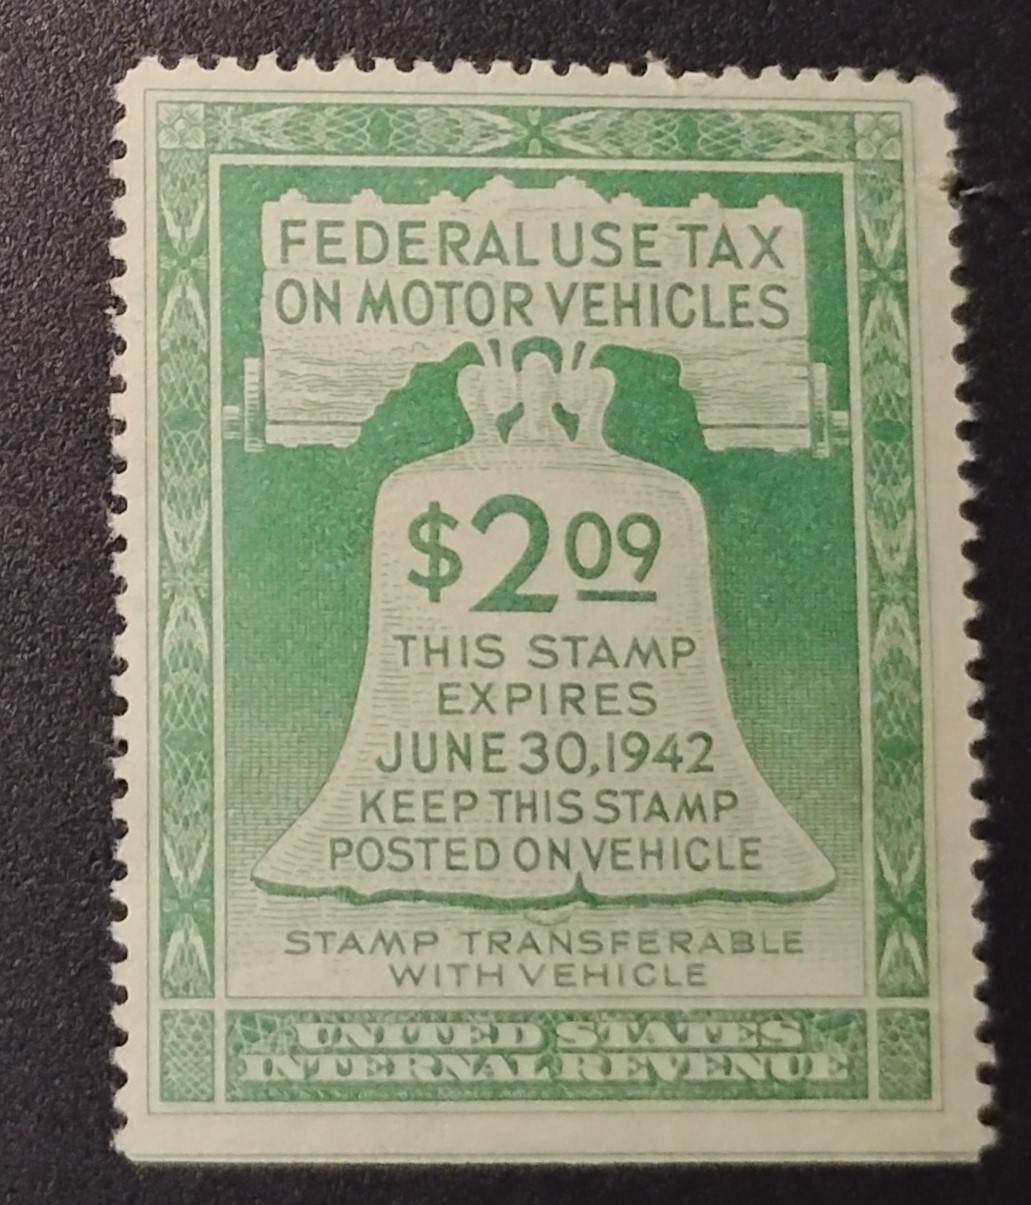 FEDERAL USE TAX
ON MOTOR VEHICLES
$2 09
THIS STAMP
EXPIRES
JUNE 30, 1942
KEEP THIS STAMP
POSTED ON VEHICLE
STAMP TRANSFERABLE
WITH VEHICLE
UNITED STATES
INTERNAL REVENUE